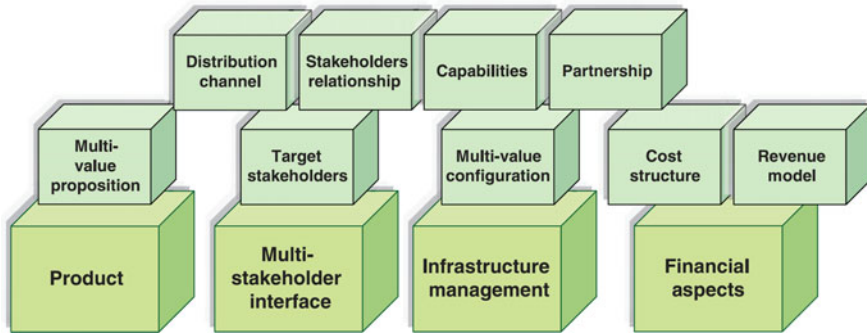 Distribution
channel
Stakeholders
relationship
Capabilities
Partnership
Multi-
value
proposition
Target
stakeholders
Multi-value
configuration
Cost
structure
Revenue
model
Product
Multi-
stakeholder
interface
Infrastructure
management
Financial
aspects